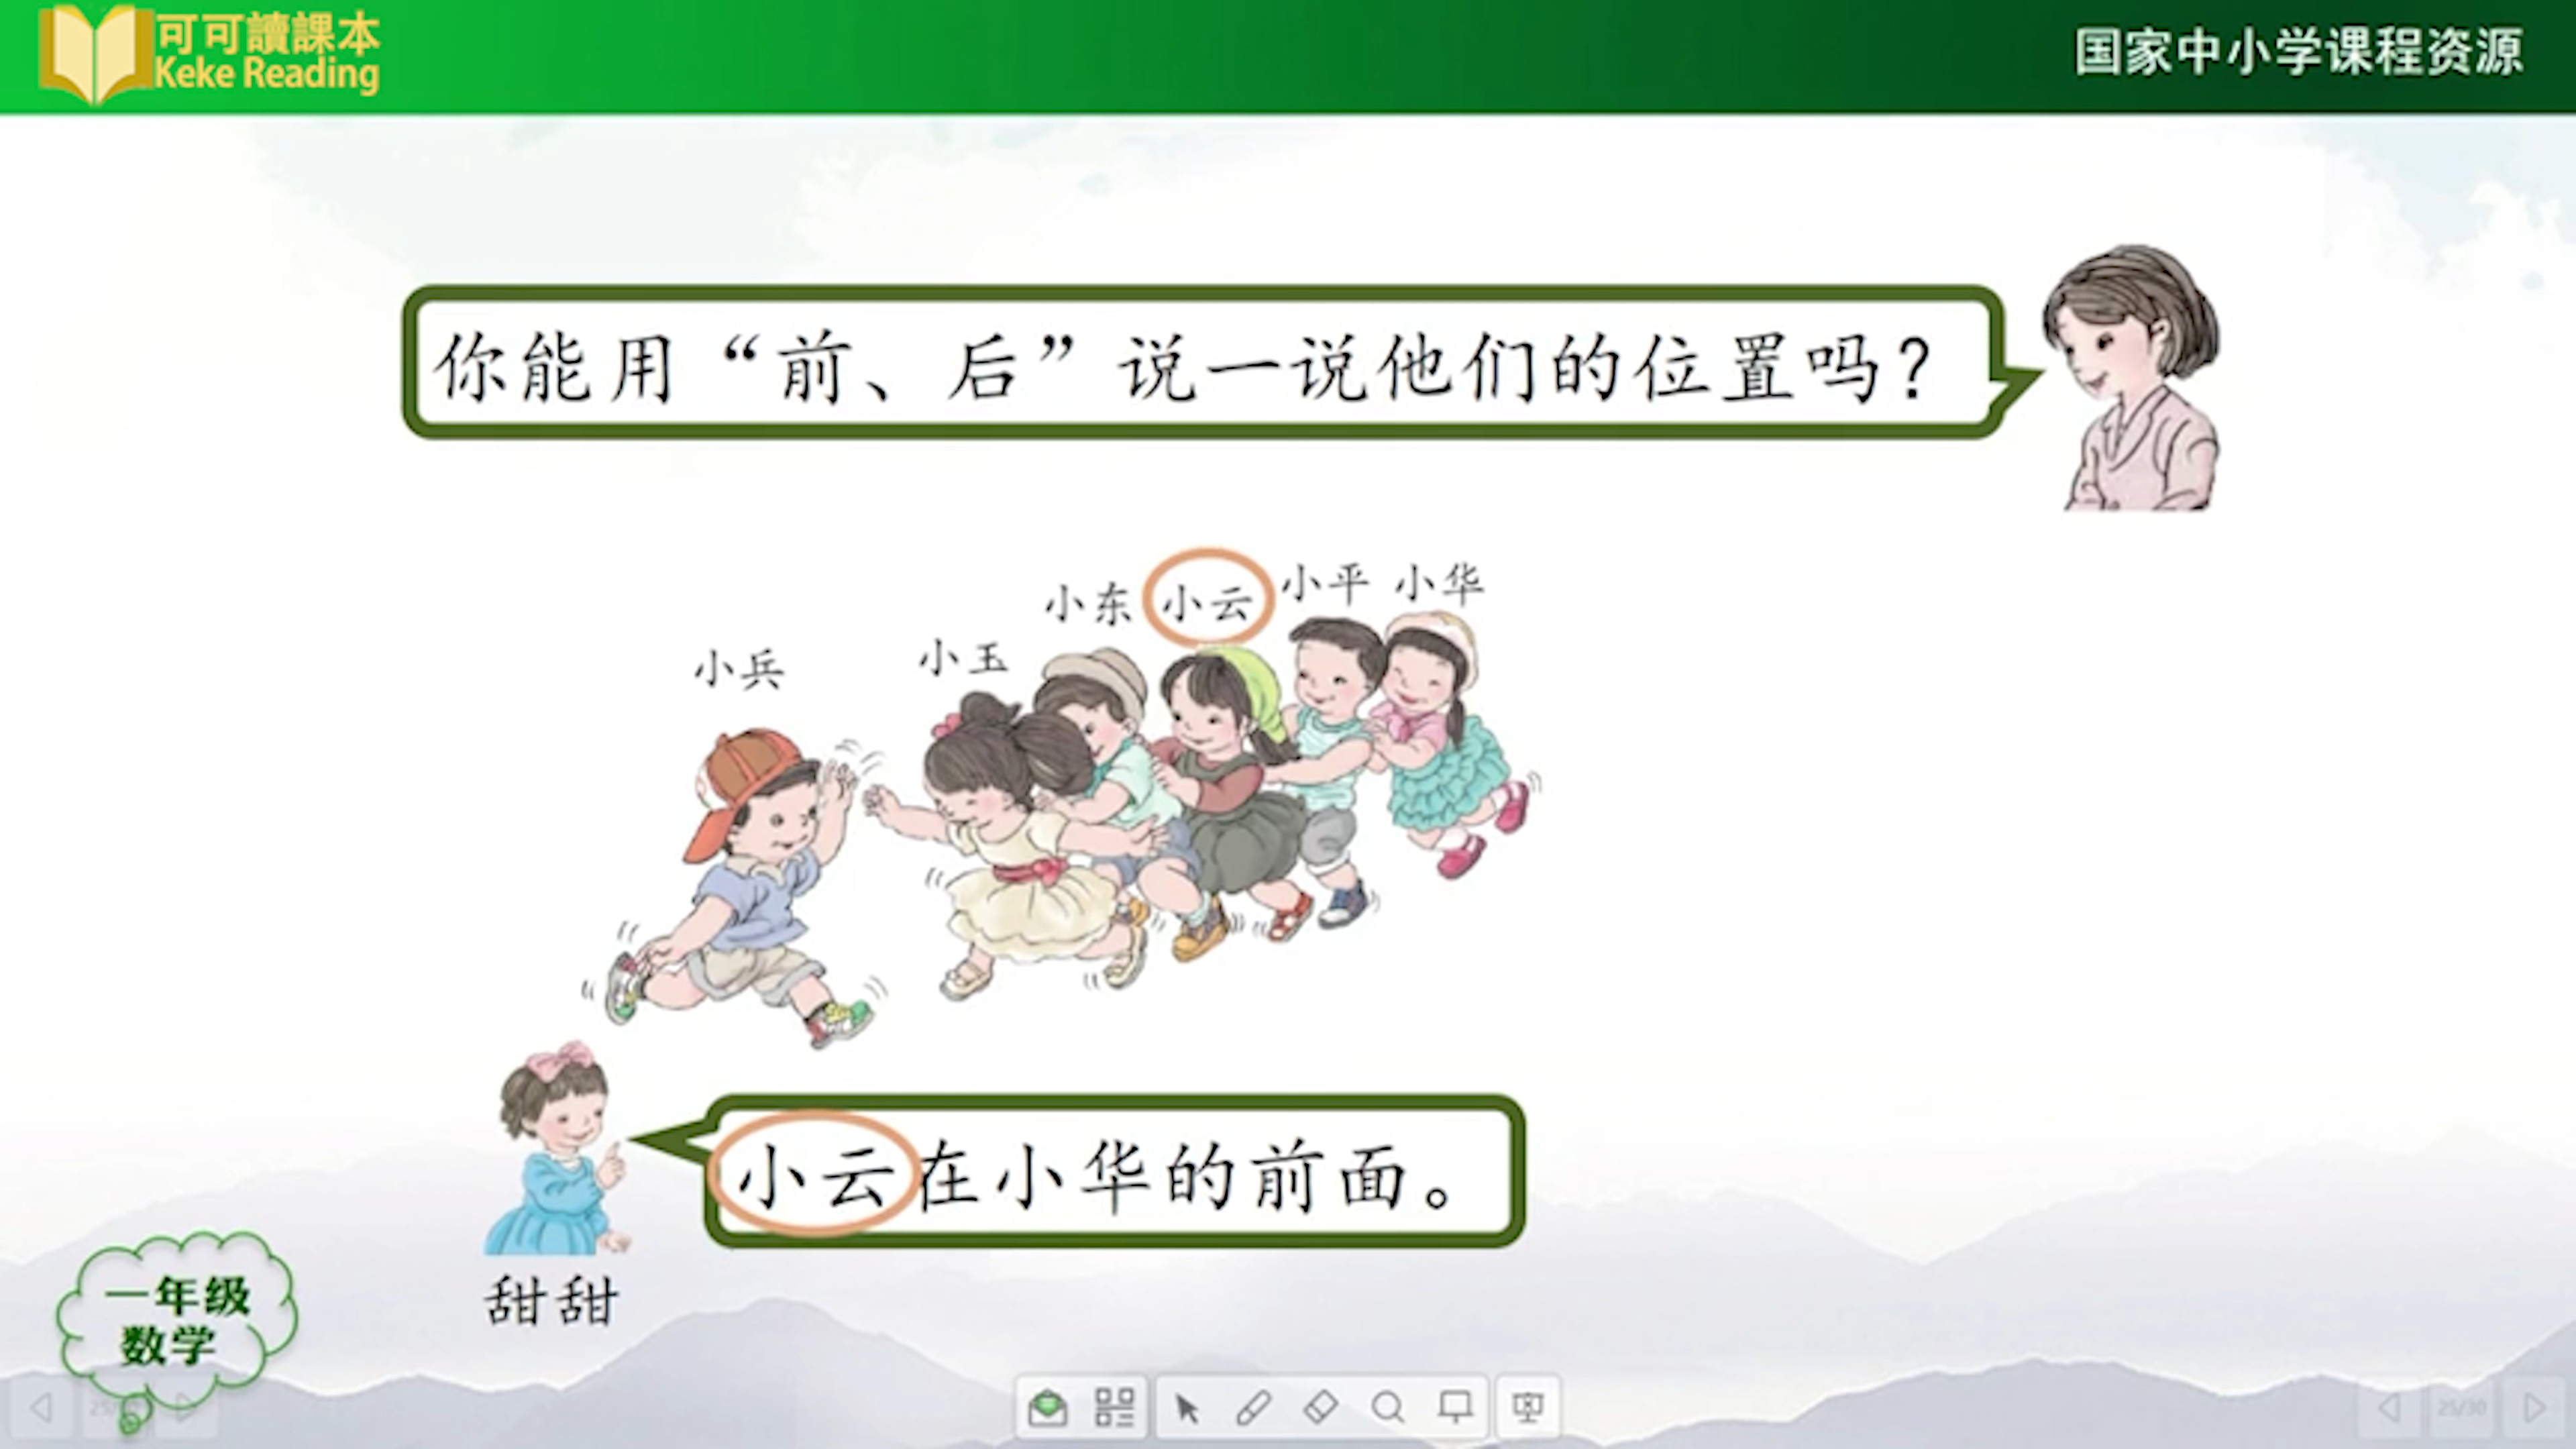 可可讀課本
Keke Reading
国家中小学课程资源
你能用“前、后”说一说他们的位置吗？
小兵
小玉
小东
小云
小平
小华
小云在小华的前面。
甜甜
一年级
数学
25/30